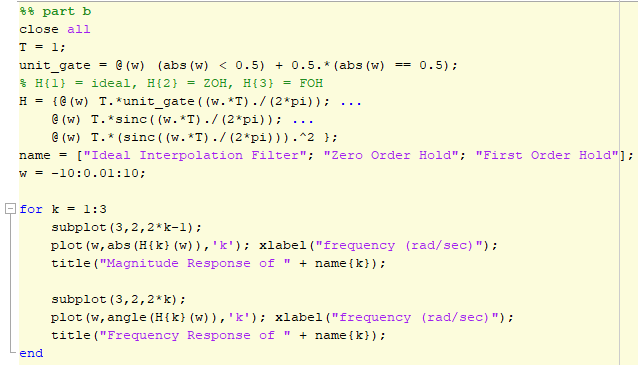 %% part b
close all
T = 1;
unit_gate = @(w) (abs(w) < 0.5) + 0.5.*(abs(w) == 0.5);
% H{1} = ideal, H{2} = ZOH, H{3} = FOH
H = {@(w) T.*unit_gate((w.*T)./(2*pi)); ...
@(w) T.*sinc((w.*T)./(2*pi)); ...
@(w) T.*(sinc((w.*T)./(2*pi))).^2 };
name = ["Ideal Interpolation Filter"; "Zero Order Hold"; "First Order Hold"];
w = -10:0.01:10;
for k = 1:3
subplot(3,2,2*k-1);
plot(w,abs(H{k}(w)),'k'); xlabel("frequency (rad/sec)");
title("Magnitude Response of " + name{k});
subplot(3,2,2*k);
plot(w,angle(H{k}(w)),'k'); xlabel("frequency (rad/sec)");
title("Frequency Response of " + name{k});
end